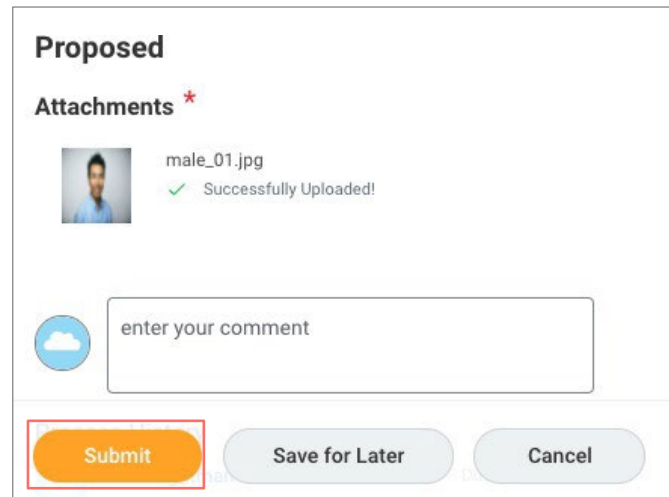 Proposed
Attachments *
male_01.jpg
Successfully Uploaded!
enter your comment
Submit
Save for Later
Cancel